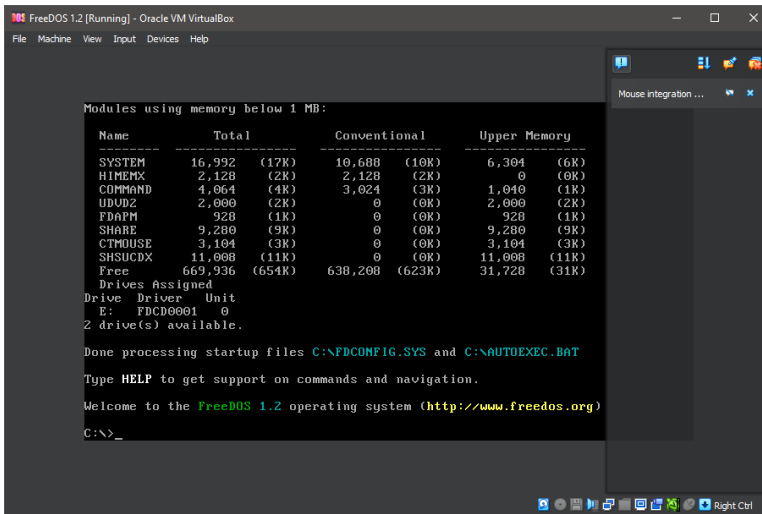 FreeDOS 1.2 [Running] - Oracle VM VirtualBox
File Machine View Input Devices Help
Mouse integration ...
Modules using memory below 1 MB:
Name Total Conventional Upper Memory
-------- ---------------- ---------------- ----------------
SYSTEM 16,992 (17K) 10,688 (10K) 6,304 (6K)
HIMEMX 2,128 (2K) 2,128 (2K) 0 (0K)
COMMAND 4,064 (4K) 3,024 (3K) 1,040 (1K)
UDVD2 2,000 (2K) 0 (0K) 2,000 (2K)
FDAPM 928 (1K) 0 (0K) 928 (1K)
SHARE 9,280 (9K) 0 (0K) 9,280 (9K)
CTMOUSE 3,104 (3K) 0 (0K) 3,104 (3K)
SHSUCDX 11,008 (11K) 0 (0K) 11,008 (11K)
Free 669,936 (654K) 638,208 (623K) 31,728 (31K)
Drives Assigned
Drive Driver Unit
E: FDCD0001 0
2 drive(s) available.
Done processing startup files C:\FDCONFIG.SYS and C:\AUTOEXEC.BAT
Type HELP to get support on commands and navigation.
Welcome to the FreeDOS 1.2 operating system (http://www.freedos.org)
C:\>_
Right Ctrl